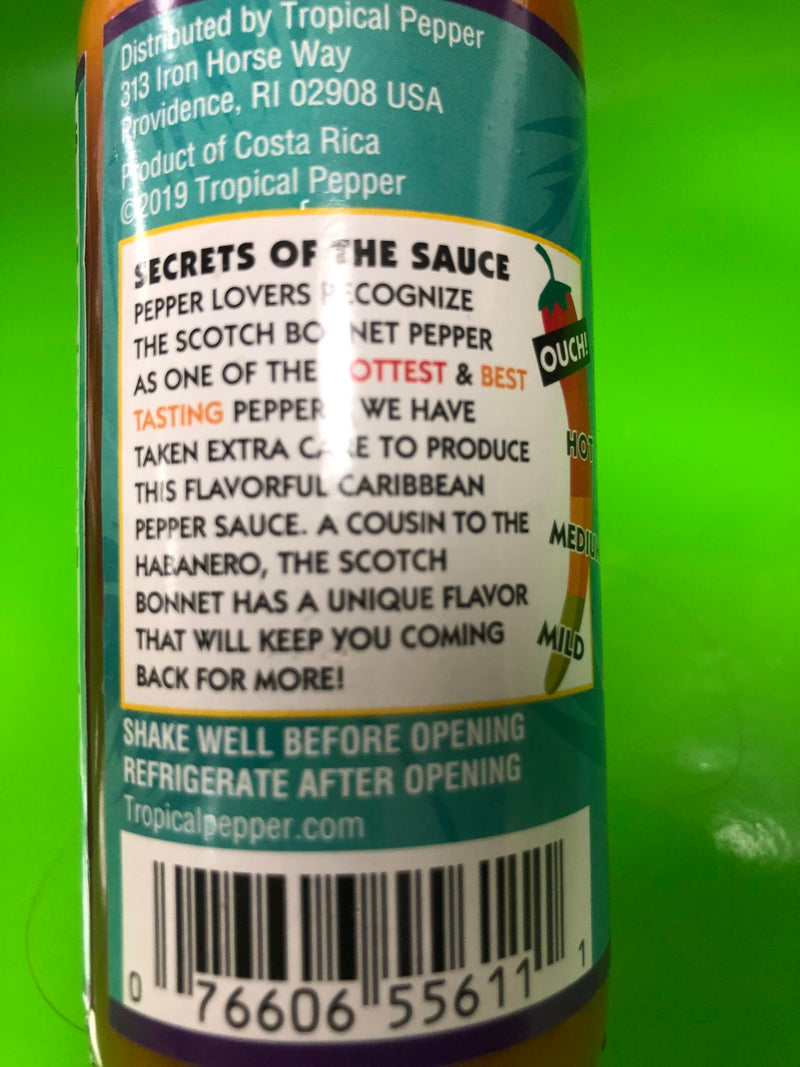 Distributed by Tropical Pepper
313 Iron Horse Way
Providence, RI 02908 USA
Product of Costa Rica
©2019 Tropical Pepper
SECRETS OF THE SAUCE
PEPPER LOVERS RECOGNIZE
THE SCOTCH BONNET PEPPER
AS ONE OF THE HOTTEST & BEST
TASTING PEPPERS. WE HAVE
TAKEN EXTRA CARE TO PRODUCE
THIS FLAVORFUL CARIBBEAN
PEPPER SAUCE. A COUSIN TO THE
HABANERO, THE SCOTCH
BONNET HAS A UNIQUE FLAVOR
THAT WILL KEEP YOU COMING
BACK FOR MORE!
OUCH!
HOT
MEDIUM
MILD
SHAKE WELL BEFORE OPENING
REFRIGERATE AFTER OPENING
Tropicalpepper.com
0 76606 55611 1